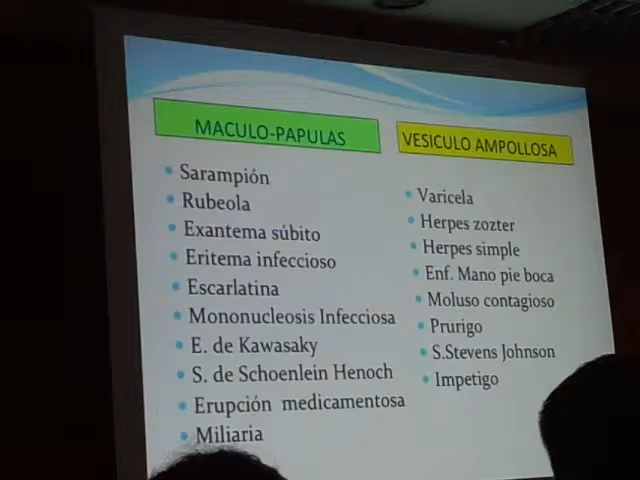 MACULO-PAPULAS
Sarampión
Rubeola
Exantema súbito
Eritema infeccioso
Escarlatina
Mononucleosis Infecciosa
E. de Kawasaky
S. de Schoenlein Henoch
Erupción medicamentosa
Miliaria
VESICULO AMPOLLOSA
Varicela
Herpes zozter
Herpes simple
Enf. Mano pie boca
Moluso contagioso
Prurigo
S.Stevens Johnson
Impetigo